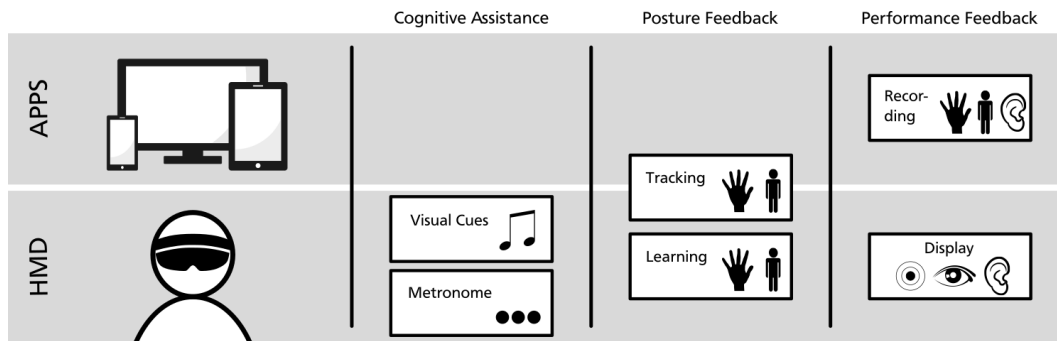 Cognitive Assistance
Posture Feedback
Performance Feedback
APPS
Recor-
ding
Tracking
HMD
Visual Cues
Learning
Display
Metronome